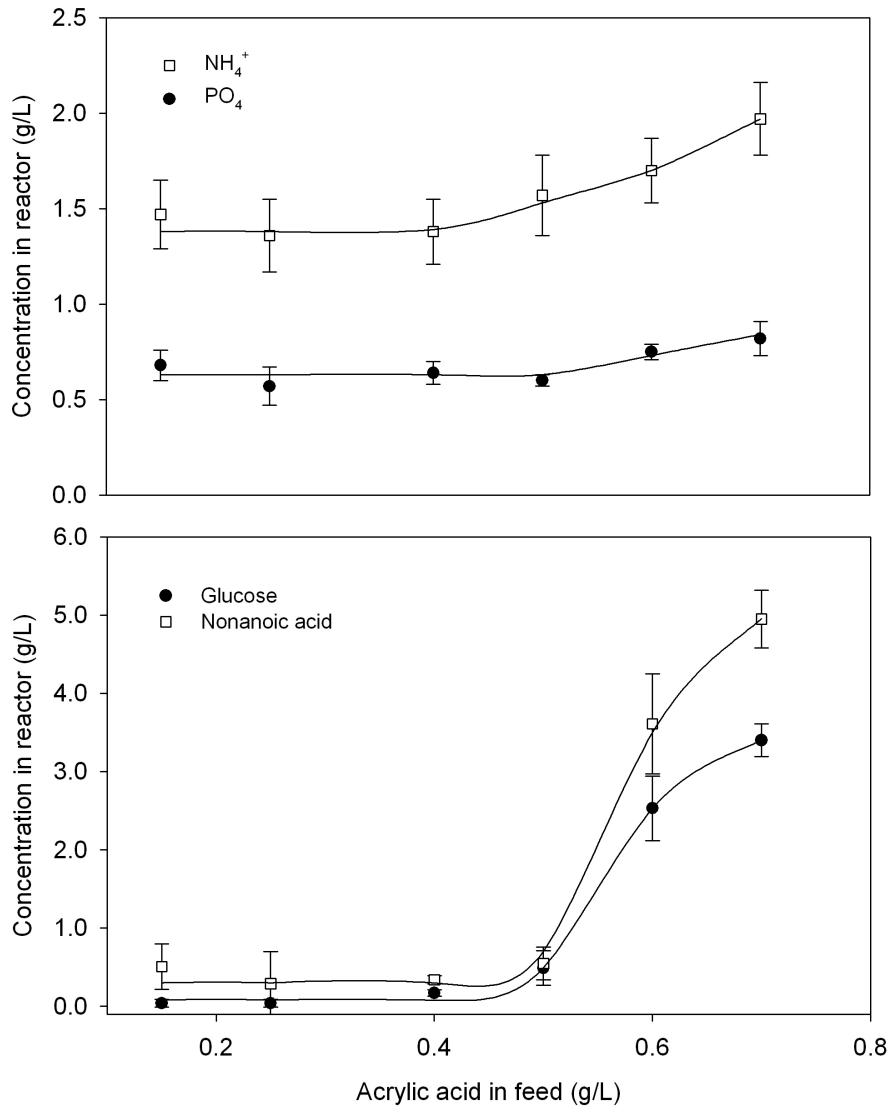 Concentration in reactor (g/L)
2.5
2.0
1.5
1.0
0.5
0.0
NH₄⁺
PO₄
Concentration in reactor (g/L)
6.0
5.0
4.0
3.0
2.0
1.0
0.0
Glucose
Nonanoic acid
0.2 0.4 0.6 0.8
Acrylic acid in feed (g/L)